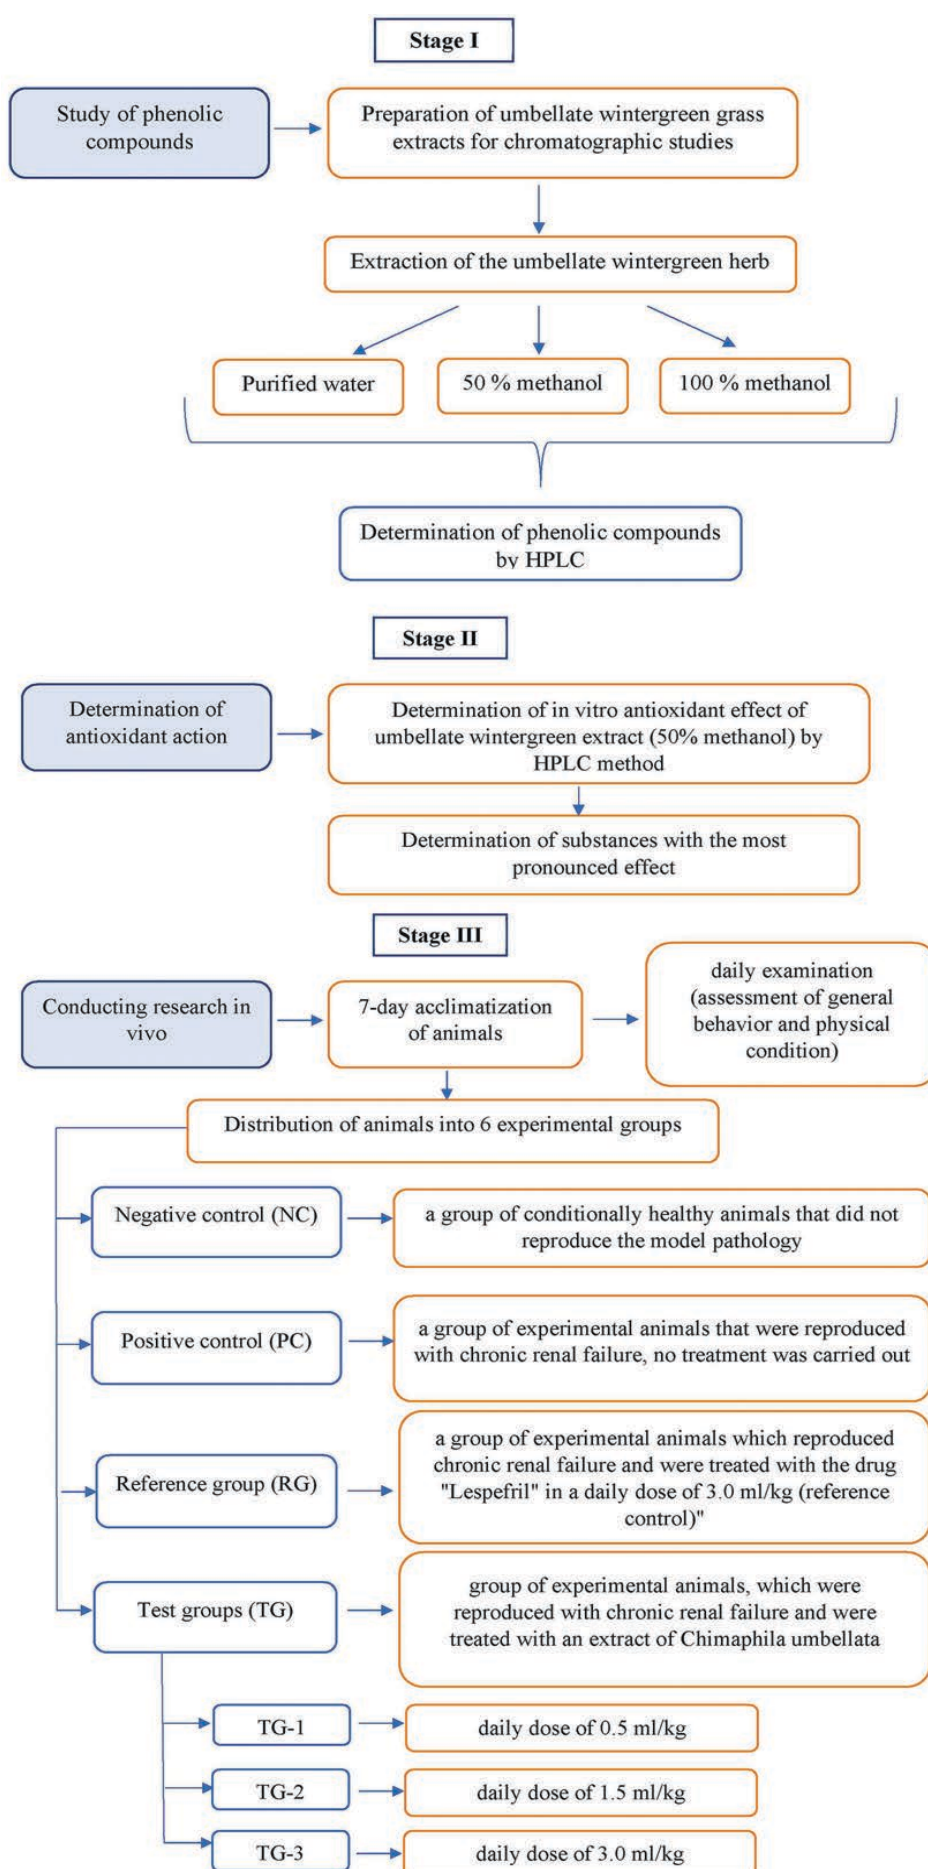 Stage I
Study of phenolic
compounds
Preparation of umbellate wintergreen grass
extracts for chromatographic studies
Extraction of the umbellate wintergreen herb
Purified water
50 % methanol
100 % methanol
Determination of phenolic compounds
by HPLC
Stage II
Determination of
antioxidant action
Determination of in vitro antioxidant effect of
umbellate wintergreen extract (50% methanol) by
HPLC method
Determination of substances with the most
pronounced effect
Stage III
Conducting research in
vivo
7-day acclimatization
of animals
daily examination
(assessment of general
behavior and physical
condition)
Distribution of animals into 6 experimental groups
Negative control (NC)
a group of conditionally healthy animals that did not
reproduce the model pathology
Positive control (PC)
a group of experimental animals that were reproduced
with chronic renal failure, no treatment was carried out
Reference group (RG)
a group of experimental animals which reproduced
chronic renal failure and were treated with the drug
"Lespefril" in a daily dose of 3.0 ml/kg (reference
control)"
Test groups (TG)
group of experimental animals, which were
reproduced with chronic renal failure and were
treated with an extract of Chimaphila umbellata
TG-1
daily dose of 0.5 ml/kg
TG-2
daily dose of 1.5 ml/kg
TG-3
daily dose of 3.0 ml/kg